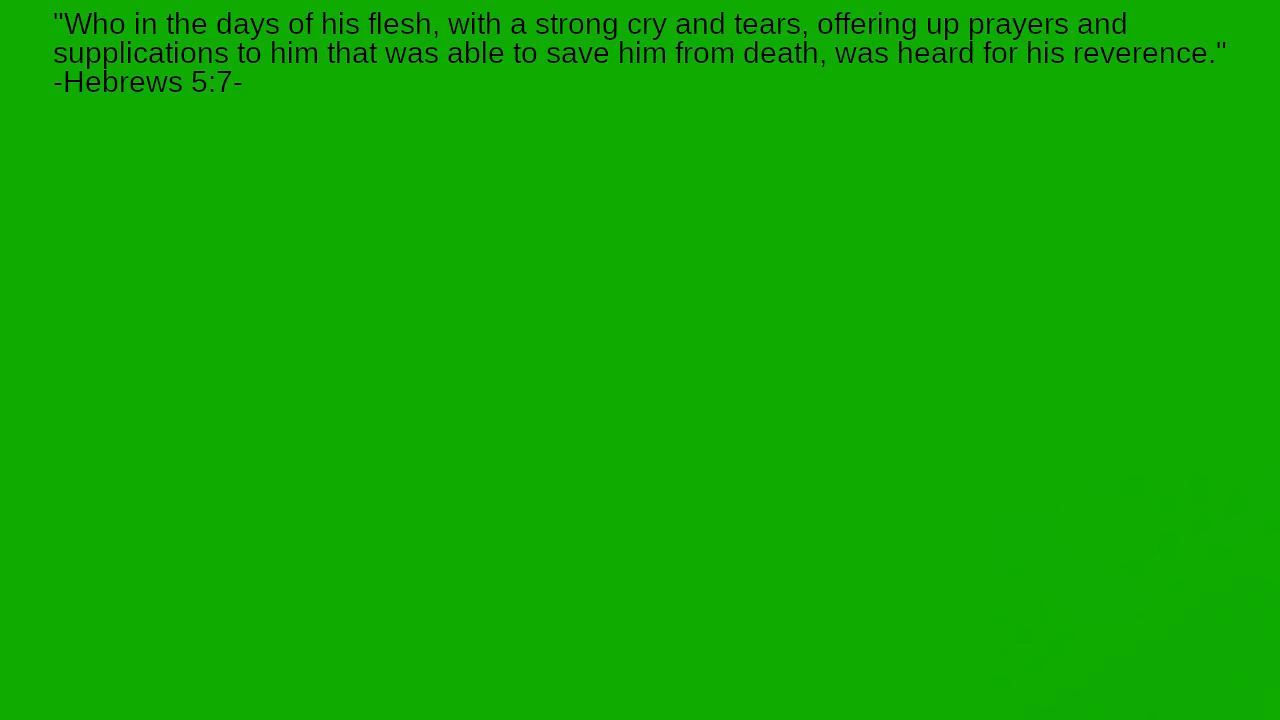 "Who in the days of his flesh, with a strong cry and tears, offering up prayers and
supplications to him that was able to save him from death, was heard for his reverence."
-Hebrews 5:7-